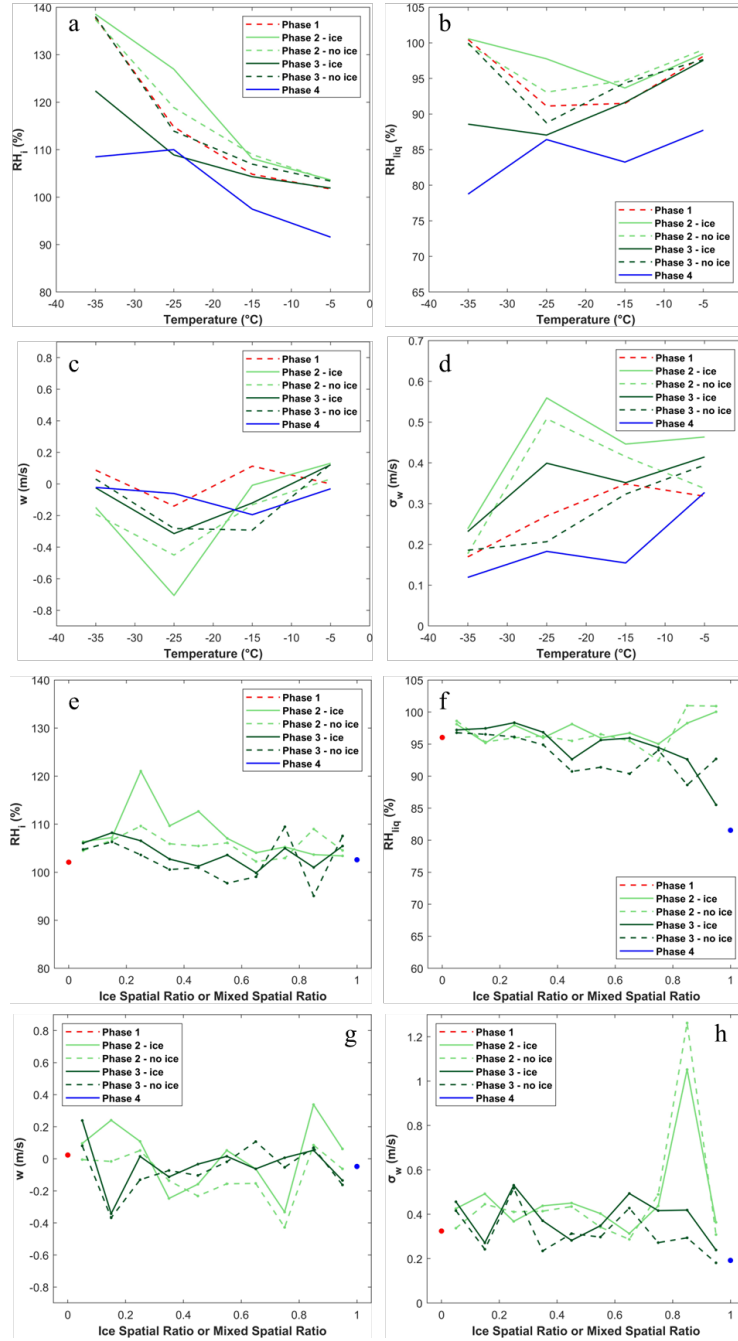 a
140
130
120
110
100
90
80
RHi (%)
-40 -35 -30 -25 -20 -15 -10 -5 0
Temperature (°C)
Phase 1
Phase 2 - ice
Phase 2 - no ice
Phase 3 - ice
Phase 3 - no ice
Phase 4
b
105
100
95
90
85
80
75
70
65
RHliq (%)
-40 -35 -30 -25 -20 -15 -10 -5 0
Temperature (°C)
Phase 1
Phase 2 - ice
Phase 2 - no ice
Phase 3 - ice
Phase 3 - no ice
Phase 4
c
0.8
0.6
0.4
0.2
0
-0.2
-0.4
-0.6
-0.8
w (m/s)
-40 -35 -30 -25 -20 -15 -10 -5 0
Temperature (°C)
Phase 1
Phase 2 - ice
Phase 2 - no ice
Phase 3 - ice
Phase 3 - no ice
Phase 4
d
0.7
0.6
0.5
0.4
0.3
0.2
0.1
0
σw (m/s)
-40 -35 -30 -25 -20 -15 -10 -5 0
Temperature (°C)
Phase 1
Phase 2 - ice
Phase 2 - no ice
Phase 3 - ice
Phase 3 - no ice
Phase 4
e
140
130
120
110
100
90
80
RHi (%)
0 0.2 0.4 0.6 0.8 1
Ice Spatial Ratio or Mixed Spatial Ratio
Phase 1
Phase 2 - ice
Phase 2 - no ice
Phase 3 - ice
Phase 3 - no ice
Phase 4
f
105
100
95
90
85
80
75
70
65
60
RHliq (%)
0 0.2 0.4 0.6 0.8 1
Ice Spatial Ratio or Mixed Spatial Ratio
Phase 1
Phase 2 - ice
Phase 2 - no ice
Phase 3 - ice
Phase 3 - no ice
Phase 4
g
0.8
0.6
0.4
0.2
0
-0.2
-0.4
-0.6
-0.8
w (m/s)
0 0.2 0.4 0.6 0.8 1
Ice Spatial Ratio or Mixed Spatial Ratio
Phase 1
Phase 2 - ice
Phase 2 - no ice
Phase 3 - ice
Phase 3 - no ice
Phase 4
h
1.2
1
0.8
0.6
0.4
0.2
0
σw (m/s)
0 0.2 0.4 0.6 0.8 1
Ice Spatial Ratio or Mixed Spatial Ratio
Phase 1
Phase 2 - ice
Phase 2 - no ice
Phase 3 - ice
Phase 3 - no ice
Phase 4